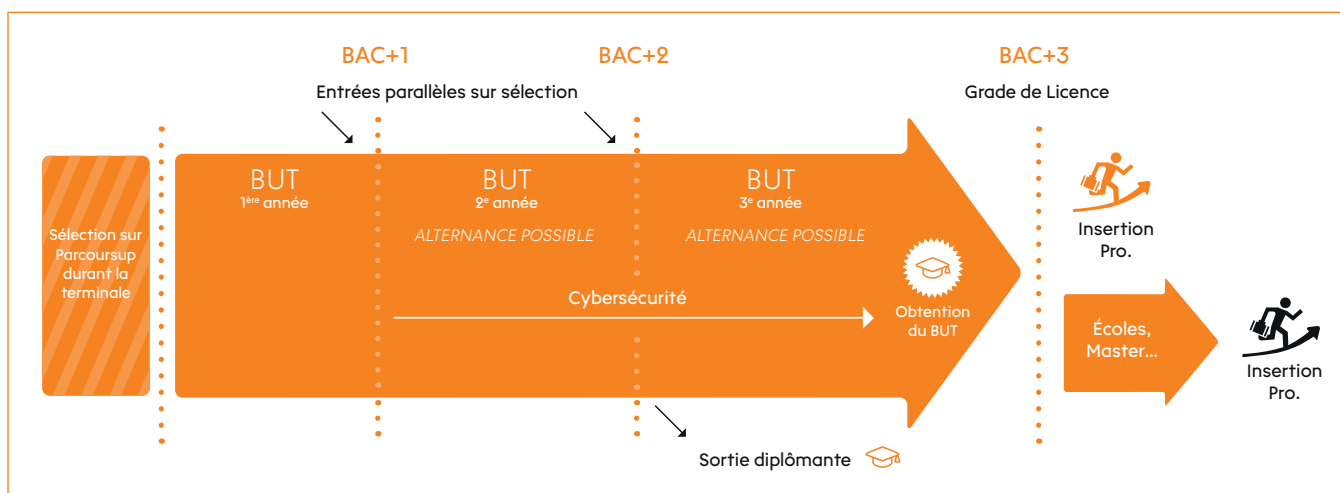 BAC+1
BAC+2
BAC+3
Entrées parallèles sur sélection
Grade de Licence
Sélection sur
Parcoursup
durant la
terminale
BUT
1ère année
BUT
2e année
ALTERNANCE POSSIBLE
BUT
3e année
ALTERNANCE POSSIBLE
Cybersécurité
Obtention
du BUT
Sortie diplômante
Insertion
Pro.
Écoles,
Master...
Insertion
Pro.